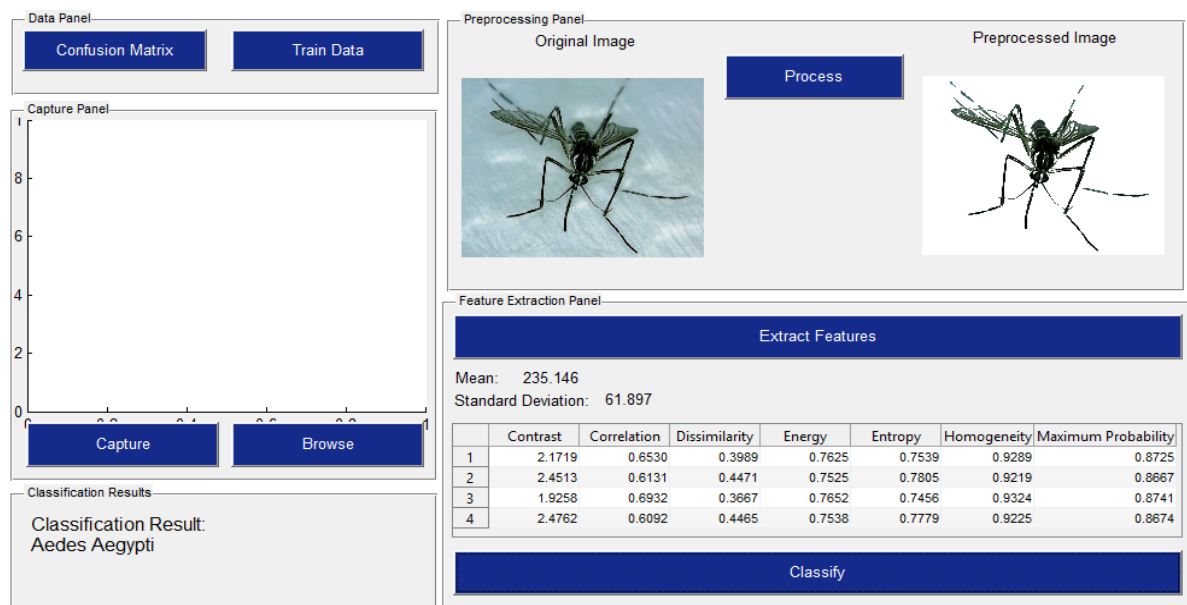 Data Panel
Confusion Matrix Train Data
Capture Panel
1
8
6
4
2
0
1
Capture Browse
Classification Results
Classification Result:
Aedes Aegypti
Preprocessing Panel
Original Image Process Preprocessed Image
Feature Extraction Panel
Extract Features
Mean: 235.146
Standard Deviation: 61.897
Contrast Correlation Dissimilarity Energy Entropy Homogeneity Maximum Probability
1 2.1719 0.6530 0.3989 0.7625 0.7539 0.9289 0.8725
2 2.4513 0.6131 0.4471 0.7525 0.7805 0.9219 0.8667
3 1.9258 0.6932 0.3667 0.7652 0.7456 0.9324 0.8741
4 2.4762 0.6092 0.4465 0.7538 0.7779 0.9225 0.8674
Classify